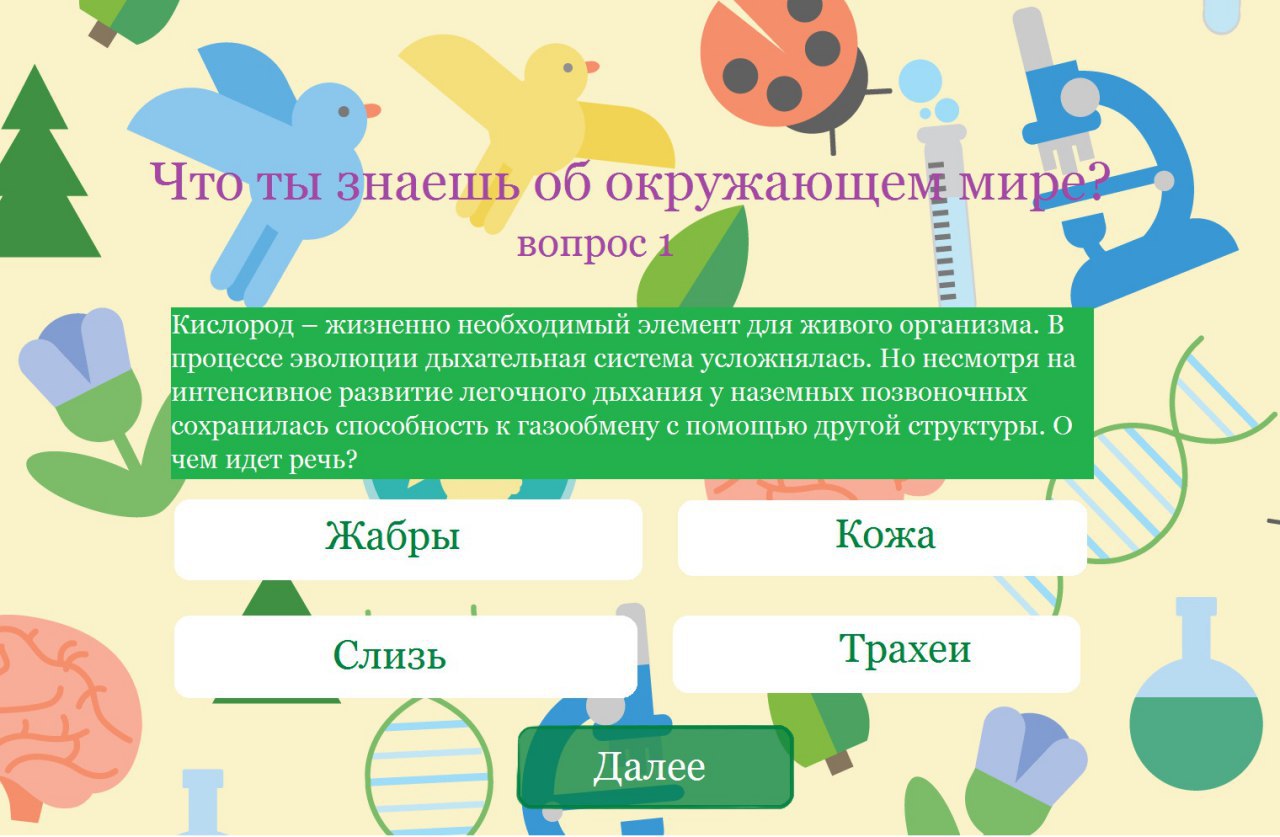 Что ты знаешь об окружающем мире?
вопрос 1
Кислород – жизненно необходимый элемент для живого организма. В
процессе эволюции дыхательная система усложнялась. Но несмотря на
интенсивное развитие легочного дыхания у наземных позвоночных
сохранилась способность к газообмену с помощью другой структуры. О
чем идет речь?
Жабры
Кожа
Слизь
Трахеи
Далее